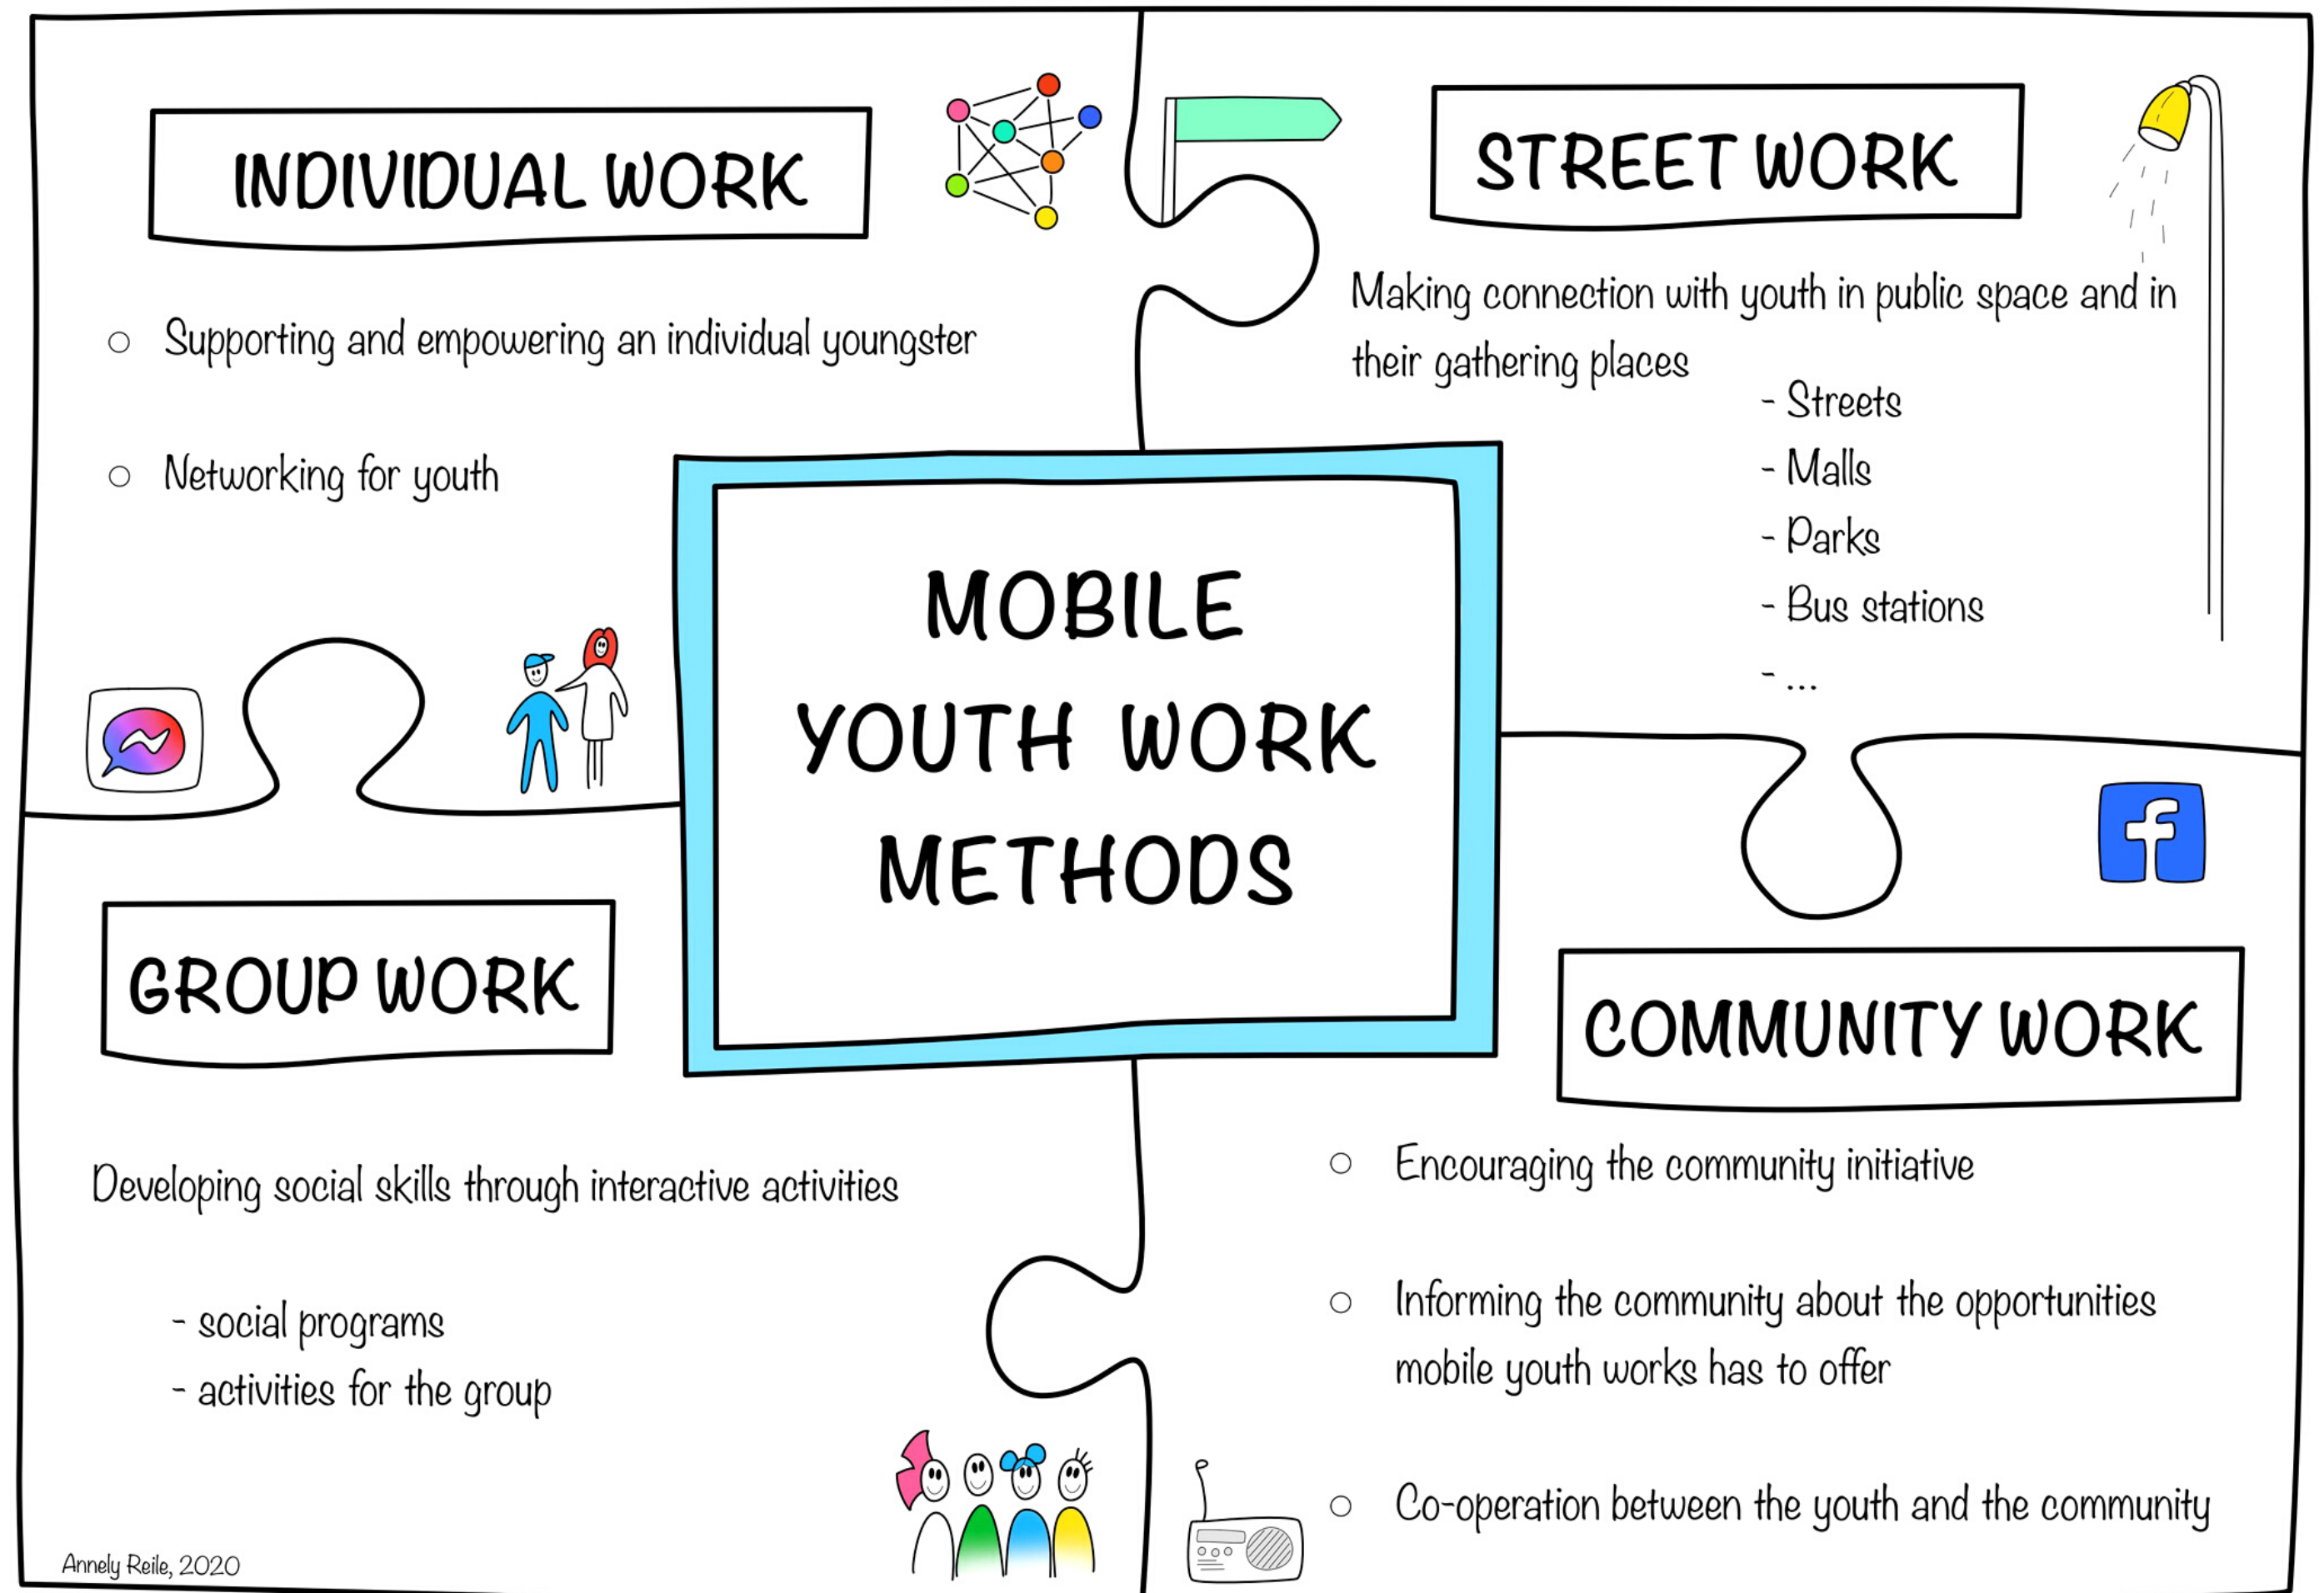 INDIVIDUAL WORK
○ Supporting and empowering an individual youngster
○ Networking for youth
STREET WORK
Making connection with youth in public space and in
their gathering places
- Streets
- Malls
- Parks
- Bus stations
- ...
MOBILE
YOUTH WORK
METHODS
GROUP WORK
Developing social skills through interactive activities
- social programs
- activities for the group
COMMUNITY WORK
○ Encouraging the community initiative
○ Informing the community about the opportunities
mobile youth works has to offer
○ Co-operation between the youth and the community
f
Annely Reile, 2020